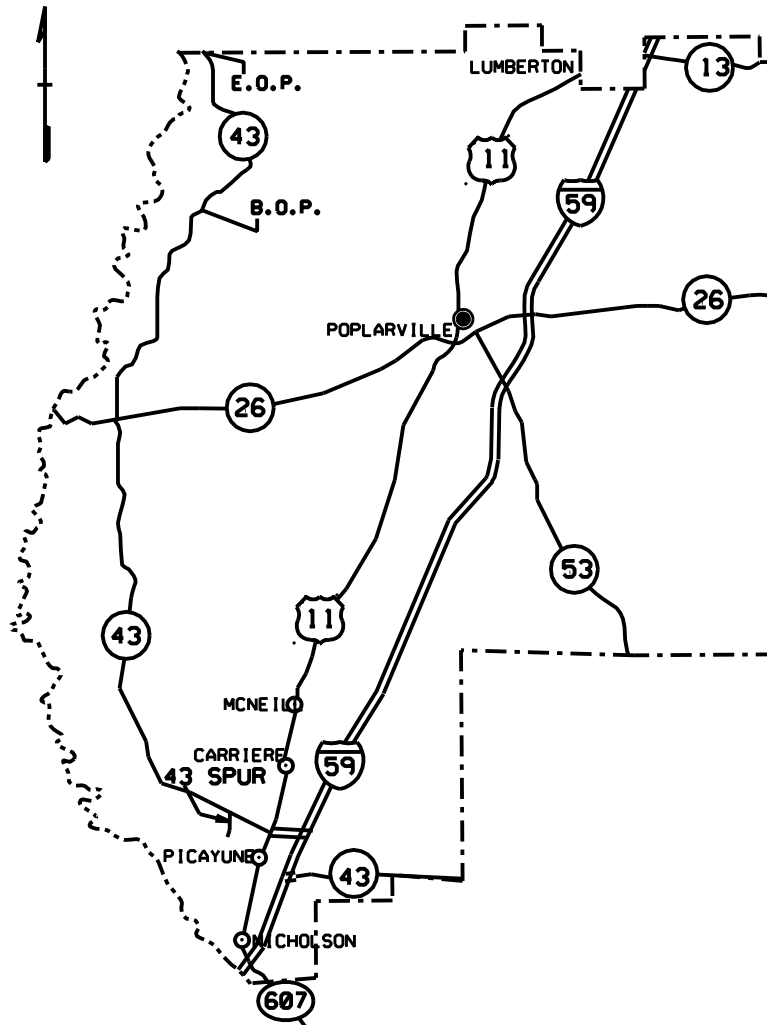 LUMBERTON
13
E.O.P.
43
11
B.O.P.
59
26
POPLARVILLE
26
53
11
43
MCNEIL
CARRIERE
59
43 SPUR
PICAYUNE
43
NICHOLSON
607